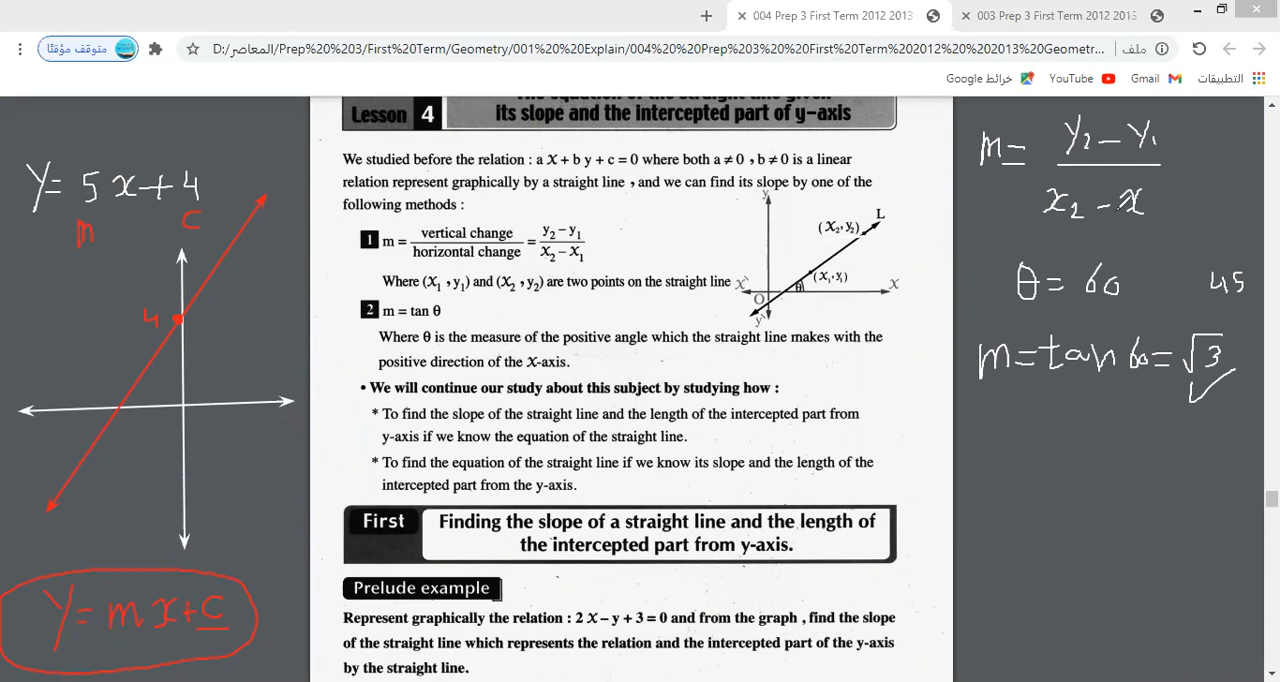 004 Prep 3 First Term 2012 2013
003 Prep 3 First Term 2012 201
متوقف مؤقتًا
D:/المعاصر/Prep%20%203/First%20Term/Geometry/001%20%20Explain/004%20%20Prep%203%20%20First%20%20Term%202012%20%202013%20Geometr...
ملف
خرائط Google
YouTube
Gmail
التطبيقات
its slope and the intercepted part of y-axis
Lesson 4
We studied before the relation : a X + b y + c = 0 where both a ≠ 0 , b ≠ 0 is a linear
relation represent graphically by a straight line , and we can find its slope by one of the
following methods :
1 m = vertical change / horizontal change = y₂ – y₁ / X₂ – X₁
Where (X₁ , y₁) and (X₂ , y₂) are two points on the straight line
2 m = tan θ
Where θ is the measure of the positive angle which the straight line makes with the
positive direction of the X-axis.
• We will continue our study about this subject by studying how :
* To find the slope of the straight line and the length of the intercepted part from
y-axis if we know the equation of the straight line.
* To find the equation of the straight line if we know its slope and the length of the
intercepted part from the y-axis.
First
Finding the slope of a straight line and the length of
the intercepted part from y-axis.
Prelude example
Represent graphically the relation : 2 X – y + 3 = 0 and from the graph , find the slope
of the straight line which represents the relation and the intercepted part of the y-axis
by the straight line.
y
L
(X₂, y₂)
(X₁, y₁)
θ
X`
X
O
y`
y = 5x + 4
m
c
4
y = mx + c
m = y₂ – y₁ / x₂ – x
θ = 60
45
m = tan 60 = √3